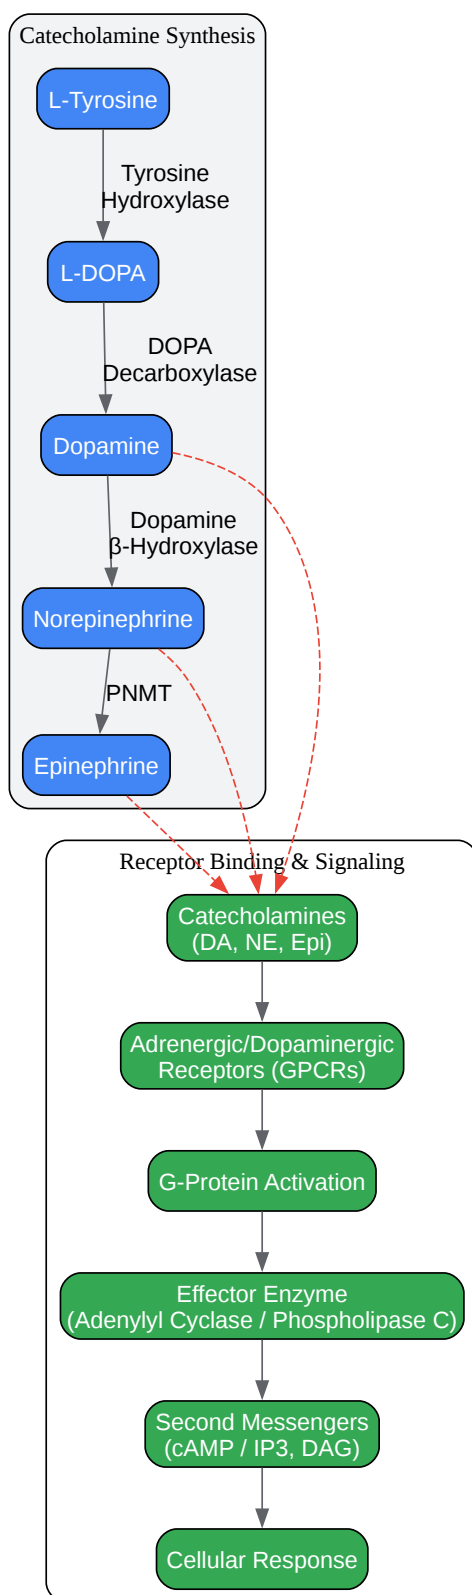 Catecholamine Synthesis
L-Tyrosine
Tyrosine
Hydroxylase
L-DOPA
DOPA
Decarboxylase
Dopamine
Dopamine
β-Hydroxylase
Norepinephrine
PNMT
Epinephrine
Receptor Binding & Signaling
Catecholamines
(DA, NE, Epi)
Adrenergic/Dopaminergic
Receptors (GPCRs)
G-Protein Activation
Effector Enzyme
(Adenylyl Cyclase / Phospholipase C)
Second Messengers
(cAMP / IP3, DAG)
Cellular Response